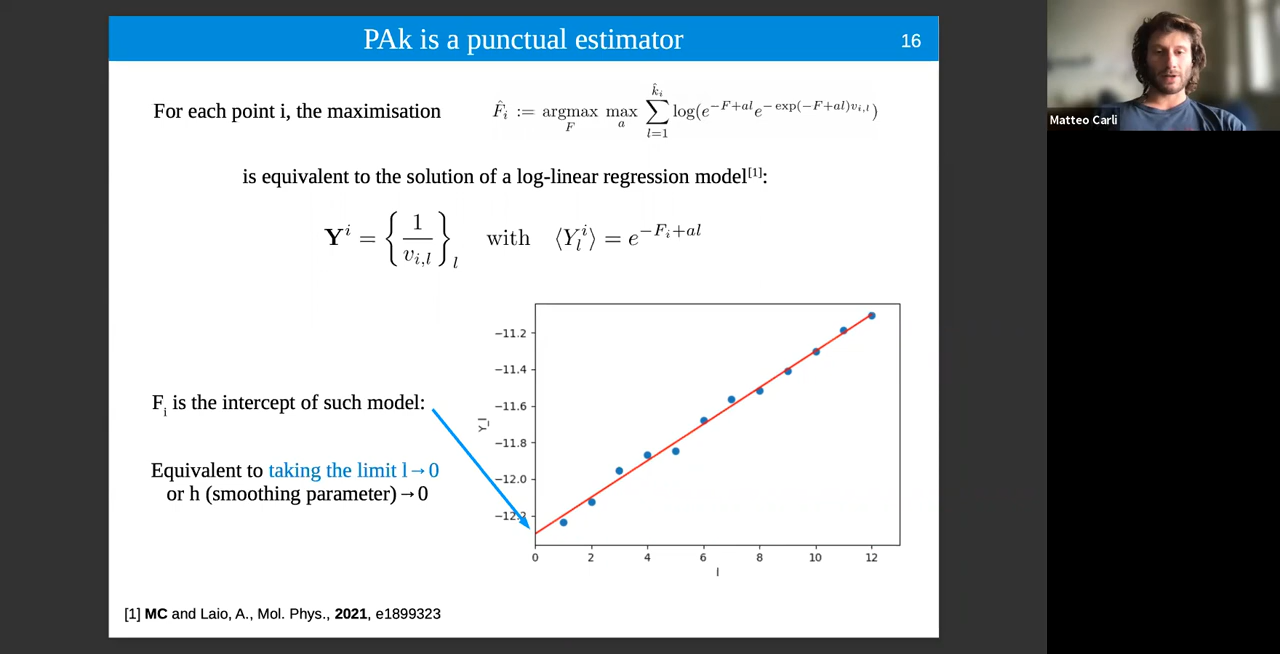 PAk is a punctual estimator
16
For each point i, the maximisation
F̂_i := argmax_F max_a ∑_{l=1}^{k̂_i} log(e^{-F+al} e^{-exp(-F+al)v_{i,l}})
is equivalent to the solution of a log-linear regression model[1]:
Y^i = {1/v_{i,l}}_l with ⟨Y_l^i⟩ = e^{-F_i+al}
F_i is the intercept of such model:
Equivalent to taking the limit l→0
or h (smoothing parameter)→0
Y_l
−11.2
−11.4
−11.6
−11.8
−12.0
−12.2
0 2 4 6 8 10 12
l
[1] MC and Laio, A., Mol. Phys., 2021, e1899323
Matteo Carli